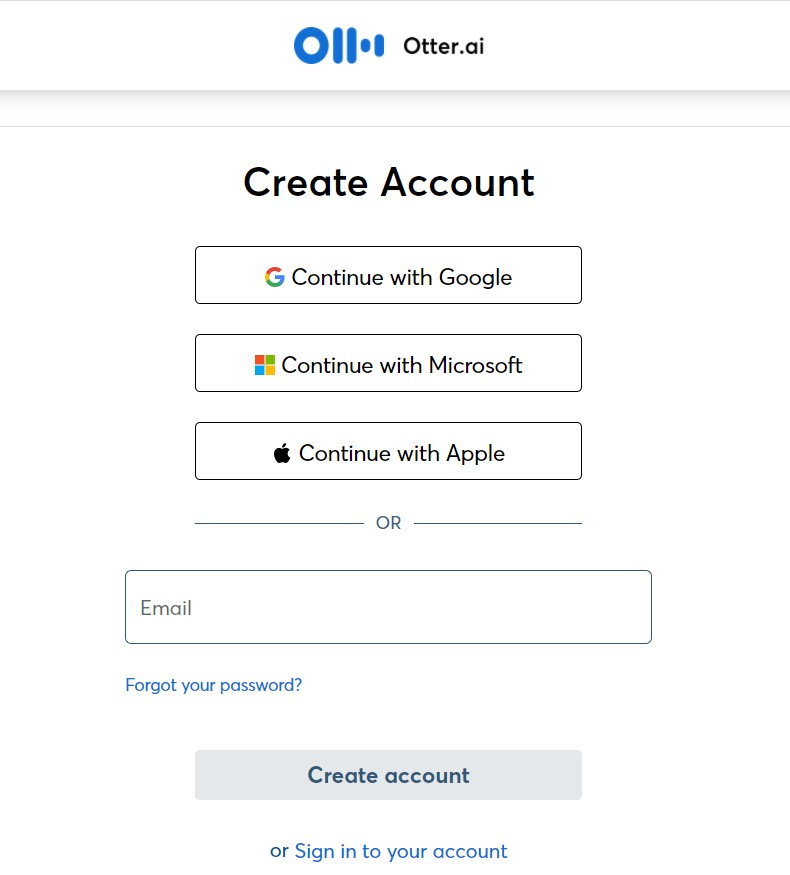 Otter.ai
Create Account
Continue with Google
Continue with Microsoft
Continue with Apple
OR
Email
Forgot your password?
Create account
or Sign in to your account